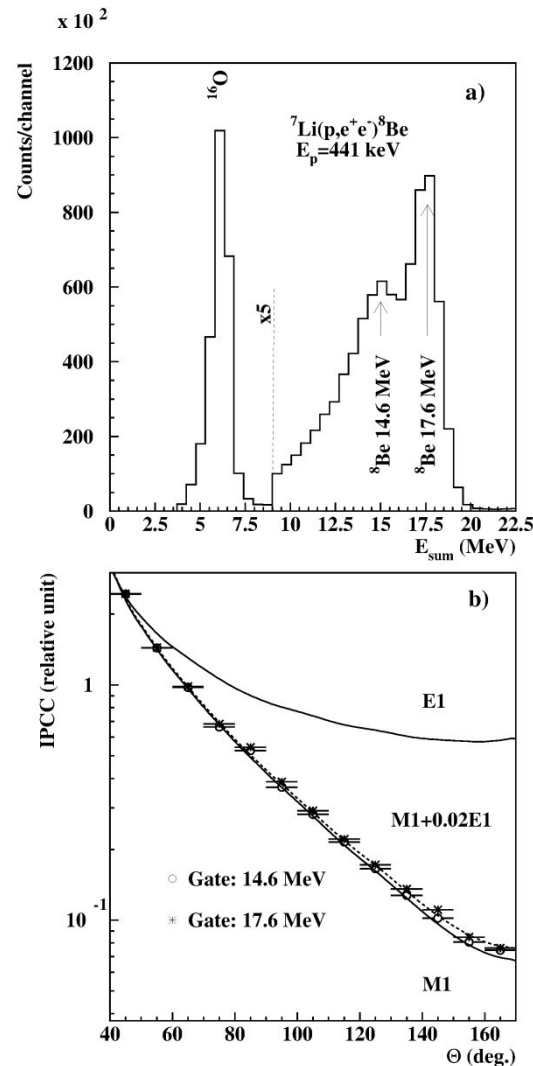 x 10²
Counts/channel
1200
1000
800
600
400
200
0
¹⁶O
a)
⁷Li(p,e⁺e⁻)⁸Be
Eₚ=441 keV
x5
⁸Be 14.6 MeV
⁸Be 17.6 MeV
0 2.5 5 7.5 10 12.5 15 17.5 20 22.5
E_sum (MeV)
IPCC (relative unit)
b)
1
10⁻¹
E1
M1+0.02E1
Gate: 14.6 MeV
Gate: 17.6 MeV
M1
40 60 80 100 120 140 160
Θ (deg.)